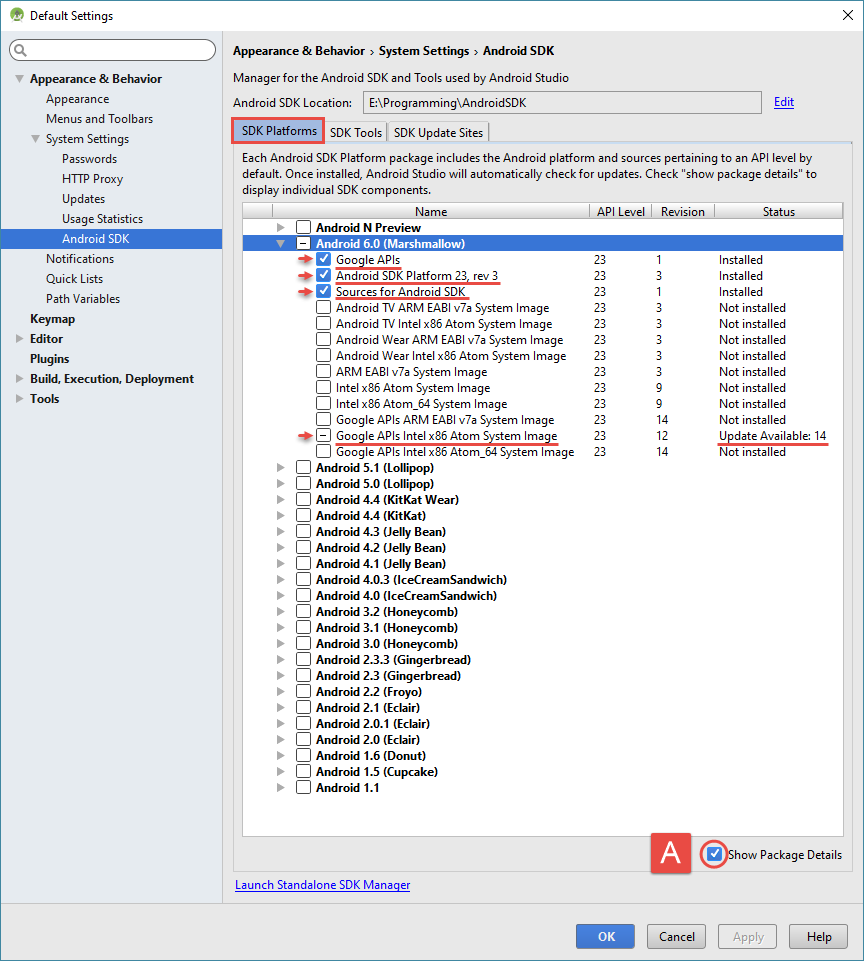 Default Settings
Appearance & Behavior
Appearance
Menus and Toolbars
System Settings
Passwords
HTTP Proxy
Updates
Usage Statistics
Android SDK
Notifications
Quick Lists
Path Variables
Keymap
Editor
Plugins
Build, Execution, Deployment
Tools
Appearance & Behavior › System Settings › Android SDK
Manager for the Android SDK and Tools used by Android Studio
Android SDK Location: E:\Programming\AndroidSDK Edit
SDK Platforms SDK Tools SDK Update Sites
Each Android SDK Platform package includes the Android platform and sources pertaining to an API level by
default. Once installed, Android Studio will automatically check for updates. Check "show package details" to
display individual SDK components.
Name API Level Revision Status
Android N Preview
Android 6.0 (Marshmallow)
Google APIs 23 1 Installed
Android SDK Platform 23, rev 3 23 3 Installed
Sources for Android SDK 23 1 Installed
Android TV ARM EABI v7a System Image 23 3 Not installed
Android TV Intel x86 Atom System Image 23 3 Not installed
Android Wear ARM EABI v7a System Image 23 3 Not installed
Android Wear Intel x86 Atom System Image 23 3 Not installed
ARM EABI v7a System Image 23 3 Not installed
Intel x86 Atom System Image 23 9 Not installed
Intel x86 Atom_64 System Image 23 9 Not installed
Google APIs ARM EABI v7a System Image 23 14 Not installed
Google APIs Intel x86 Atom System Image 23 12 Update Available: 14
Google APIs Intel x86 Atom_64 System Image 23 14 Not installed
Android 5.1 (Lollipop)
Android 5.0 (Lollipop)
Android 4.4 (KitKat Wear)
Android 4.4 (KitKat)
Android 4.3 (Jelly Bean)
Android 4.2 (Jelly Bean)
Android 4.1 (Jelly Bean)
Android 4.0.3 (IceCreamSandwich)
Android 4.0 (IceCreamSandwich)
Android 3.2 (Honeycomb)
Android 3.1 (Honeycomb)
Android 3.0 (Honeycomb)
Android 2.3.3 (Gingerbread)
Android 2.3 (Gingerbread)
Android 2.2 (Froyo)
Android 2.1 (Eclair)
Android 2.0.1 (Eclair)
Android 2.0 (Eclair)
Android 1.6 (Donut)
Android 1.5 (Cupcake)
Android 1.1
A Show Package Details
Launch Standalone SDK Manager
OK Cancel Apply Help